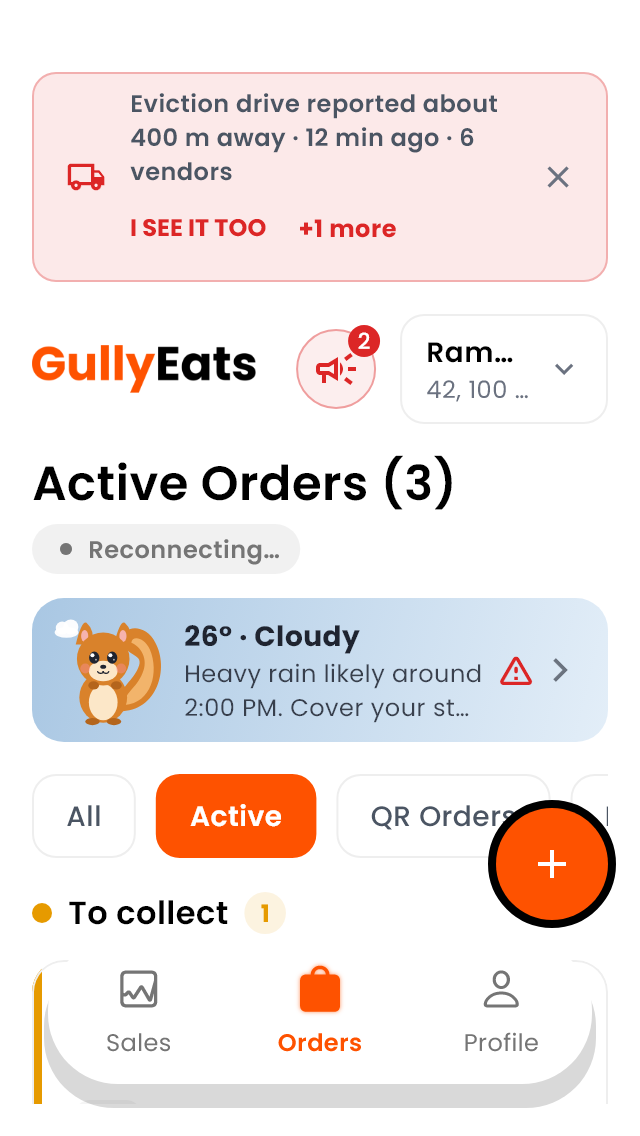 Eviction drive reported about
400 m away · 12 min ago · 6
vendors
I SEE IT TOO +1 more
GullyEats
2
Ram...
42, 100 ...
Active Orders (3)
Reconnecting...
26° · Cloudy
Heavy rain likely around
2:00 PM. Cover your st...
All
Active
QR Orders
To collect 1
Sales
Orders
Profile